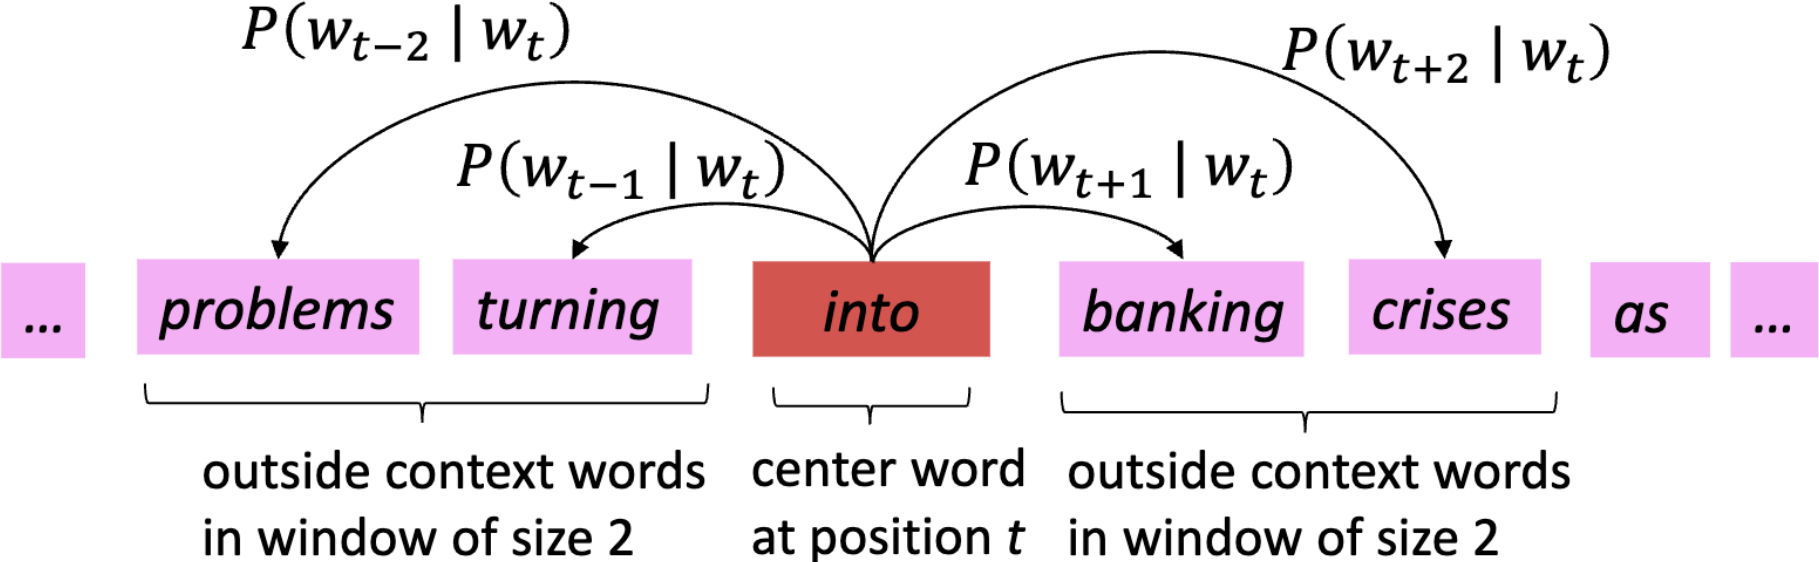 P(w_{t−2} | w_t)
P(w_{t+2} | w_t)
P(w_{t−1} | w_t)
P(w_{t+1} | w_t)
... problems turning into banking crises as ...
outside context words
in window of size 2
center word
at position t
outside context words
in window of size 2